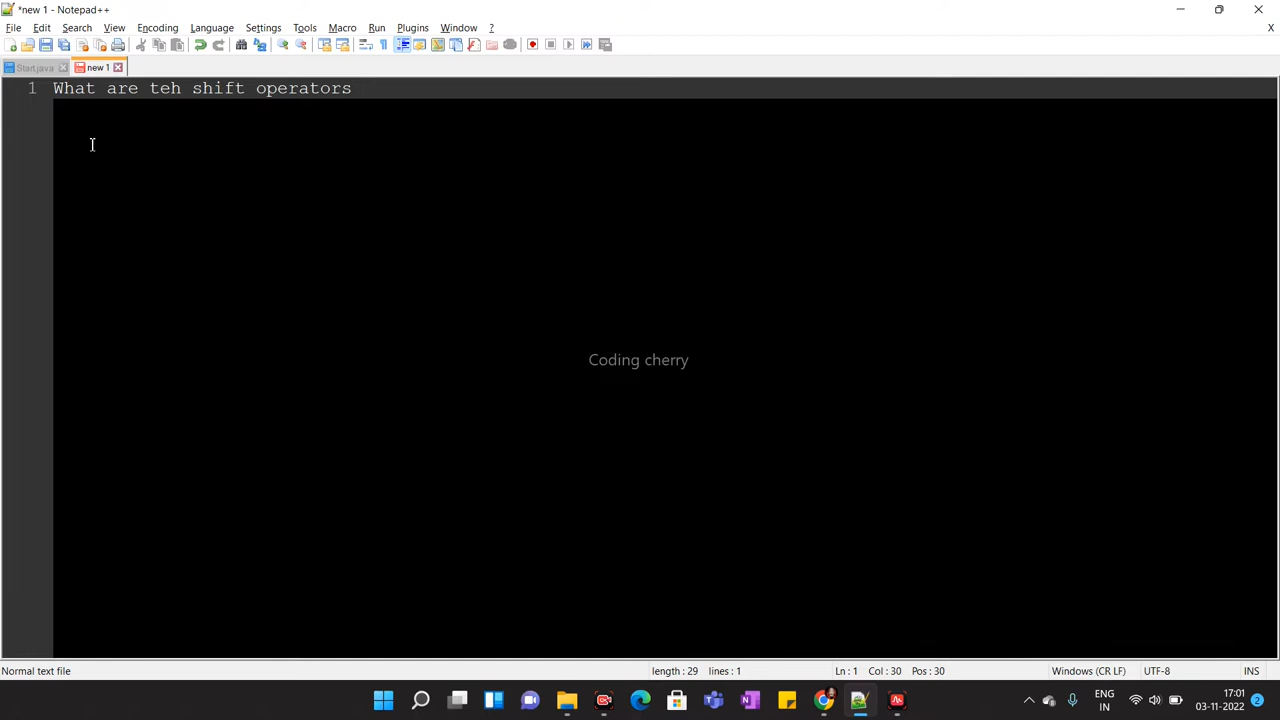 *new 1 - Notepad++
File Edit Search View Encoding Language Settings Tools Macro Run Plugins Window ? X
Start.java new 1
1 What are teh shift operators
Coding cherry
Normal text file length : 29 lines : 1 Ln : 1 Col : 30 Pos : 30 Windows (CR LF) UTF-8 INS
ENG 17:01
IN 03-11-2022 2